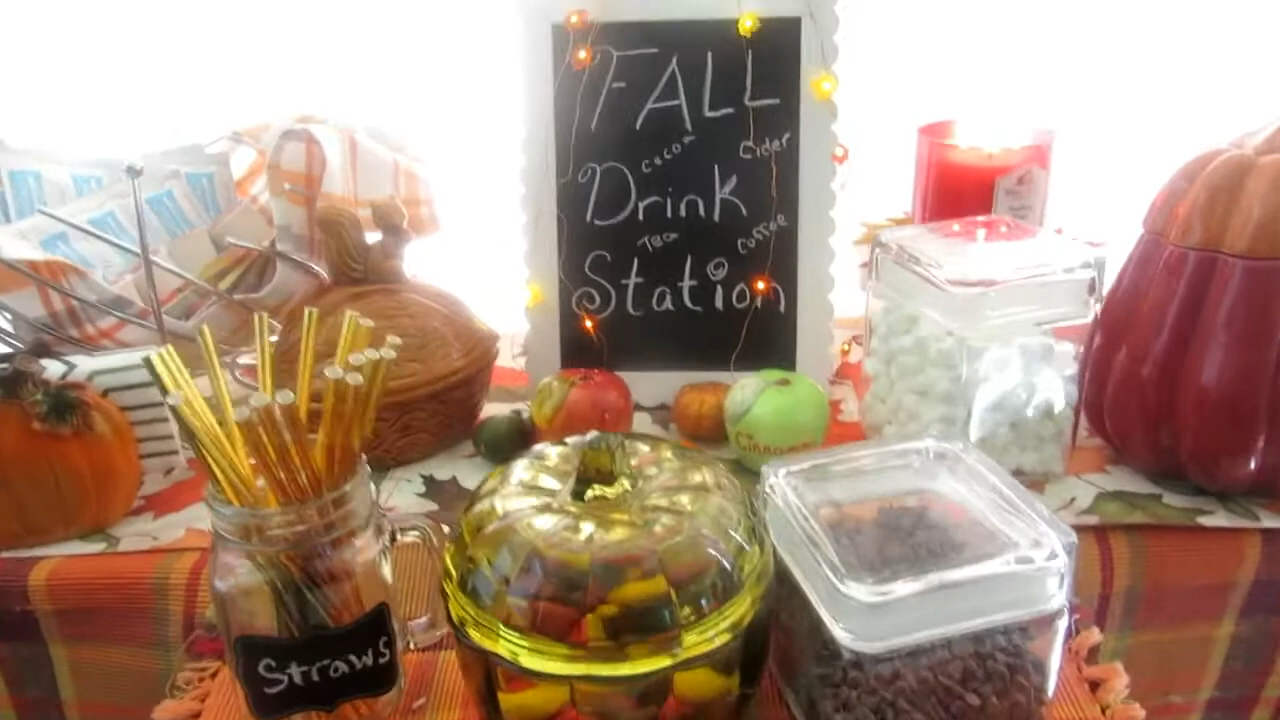 FALL
cocoa Cider
Drink
Tea Coffee
Station
Cinnamon
Straws